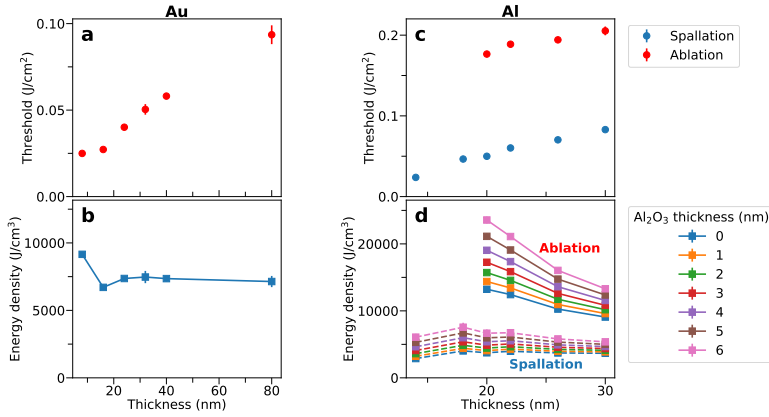 Au
Al
a
0.10
0.05
0.00
Threshold (J/cm²)
c
0.2
0.1
0.0
Threshold (J/cm²)
Spallation
Ablation
b
10000
5000
0
Energy density (J/cm³)
20
40
60
80
Thickness (nm)
d
20000
10000
0
Energy density (J/cm³)
Ablation
Spallation
20
30
Thickness (nm)
Al₂O₃ thickness (nm)
0
1
2
3
4
5
6